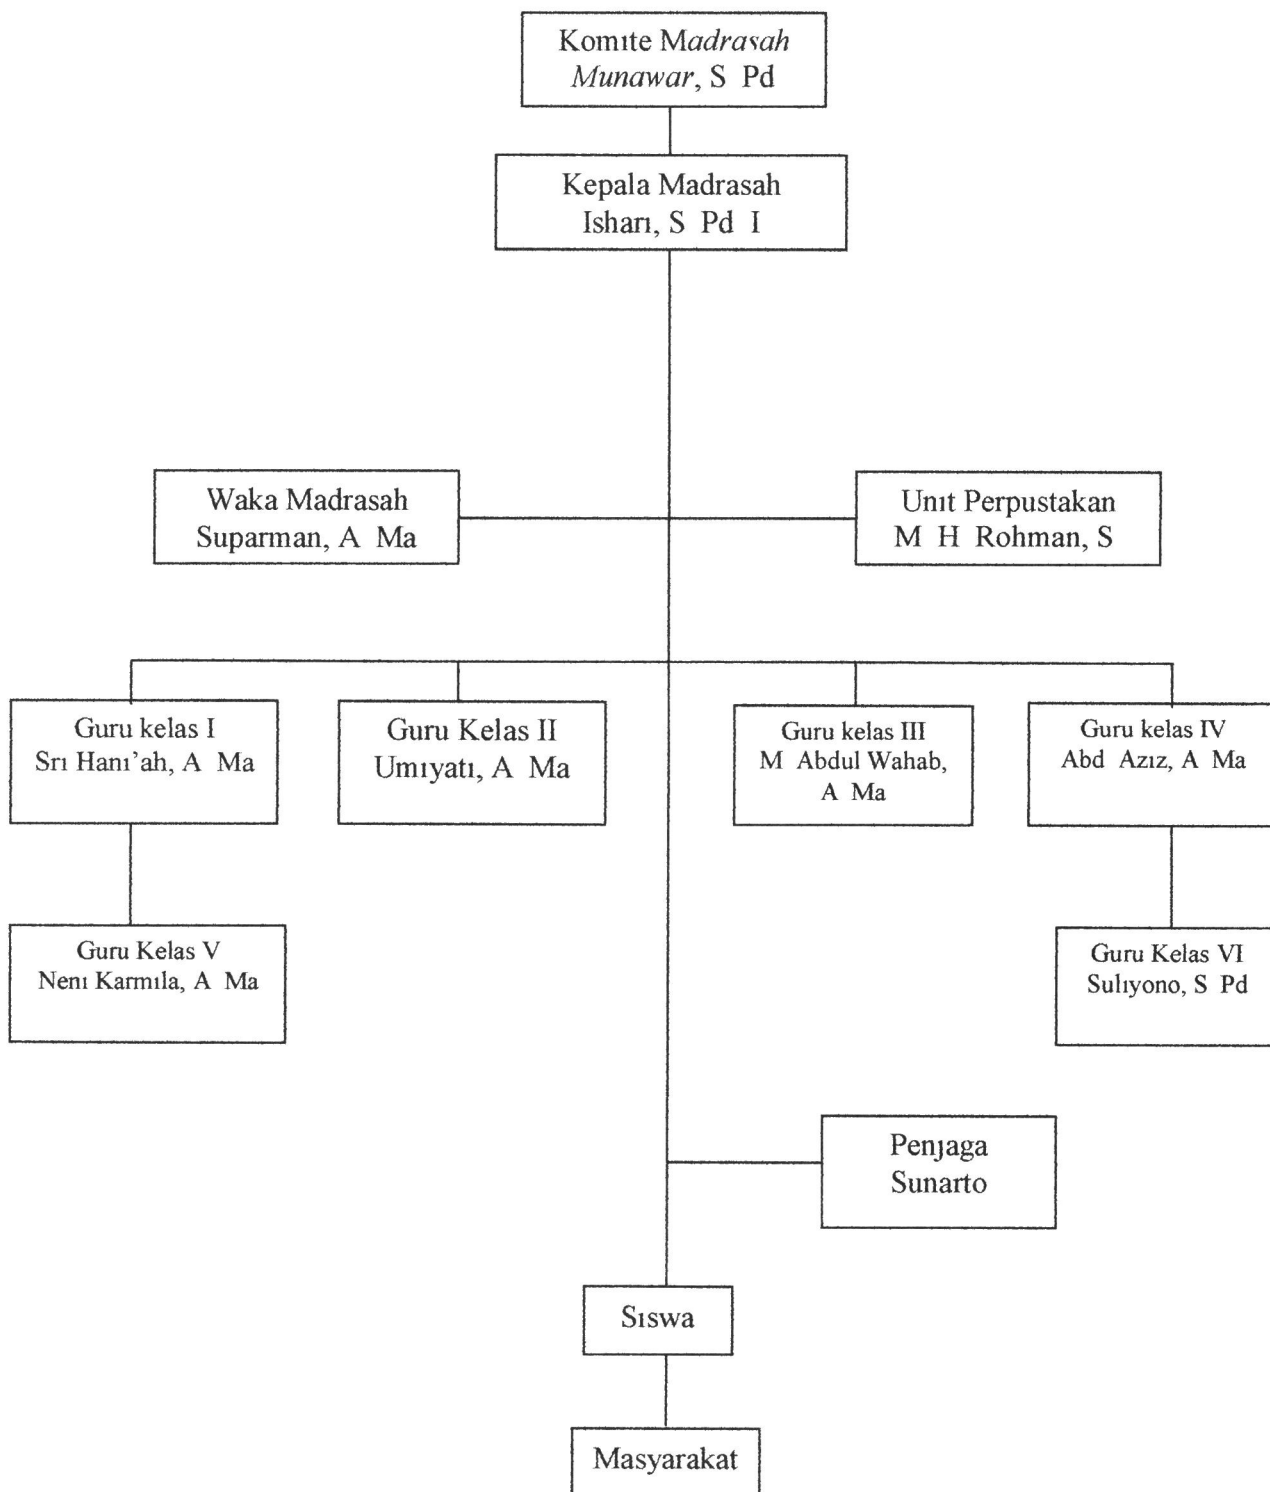 Komite Madrasah
Munawar, S Pd
Kepala Madrasah
Ishari, S Pd I
Waka Madrasah
Suparman, A Ma
Unit Perpustakan
M H Rohman, S
Guru kelas I
Sri Hani'ah, A Ma
Guru Kelas II
Umiyati, A Ma
Guru kelas III
M Abdul Wahab,
A Ma
Guru kelas IV
Abd Aziz, A Ma
Guru Kelas V
Neni Karmila, A Ma
Guru Kelas VI
Suliyono, S Pd
Penjaga
Sunarto
Siswa
Masyarakat